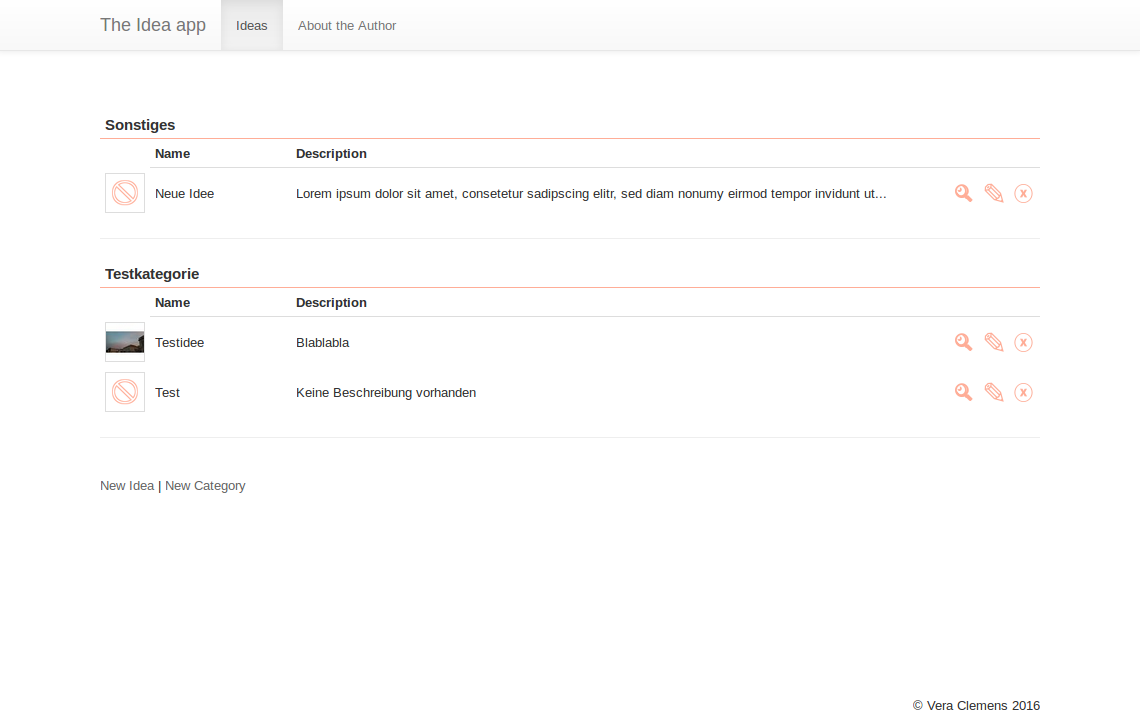 The Idea app Ideas About the Author
Sonstiges
Name Description
Neue Idee Lorem ipsum dolor sit amet, consetetur sadipscing elitr, sed diam nonumy eirmod tempor invidunt ut...
Testkategorie
Name Description
Testidee Blablabla
Test Keine Beschreibung vorhanden
New Idea | New Category
© Vera Clemens 2016